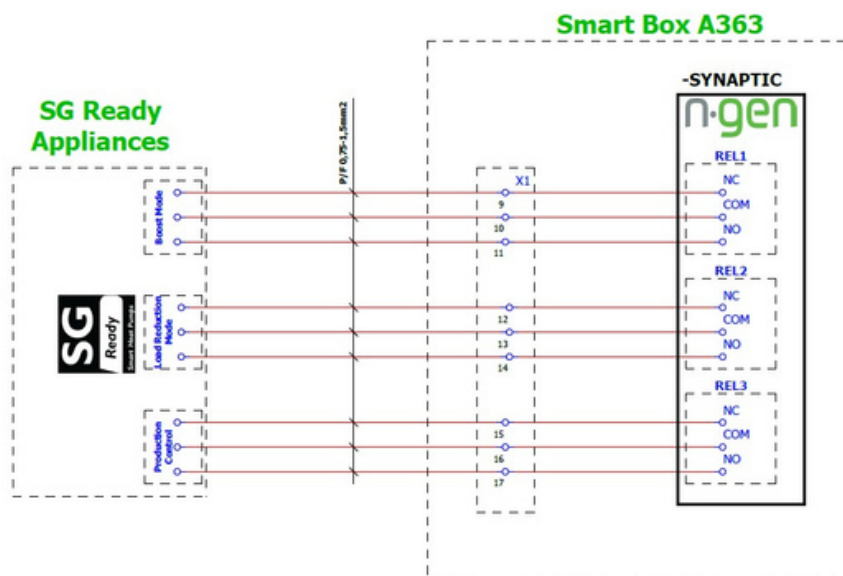 Smart Box A363
-SYNAPTIC
n·gen
SG Ready
Appliances
P/F 0,75-1,5mm2
X1
REL1
NC
COM
NO
Boost Mode
9
10
11
REL2
NC
COM
NO
SG
Ready
Smart Heat Pumps
Load Reduction
Mode
12
13
14
REL3
NC
COM
NO
Production
Control
15
16
17